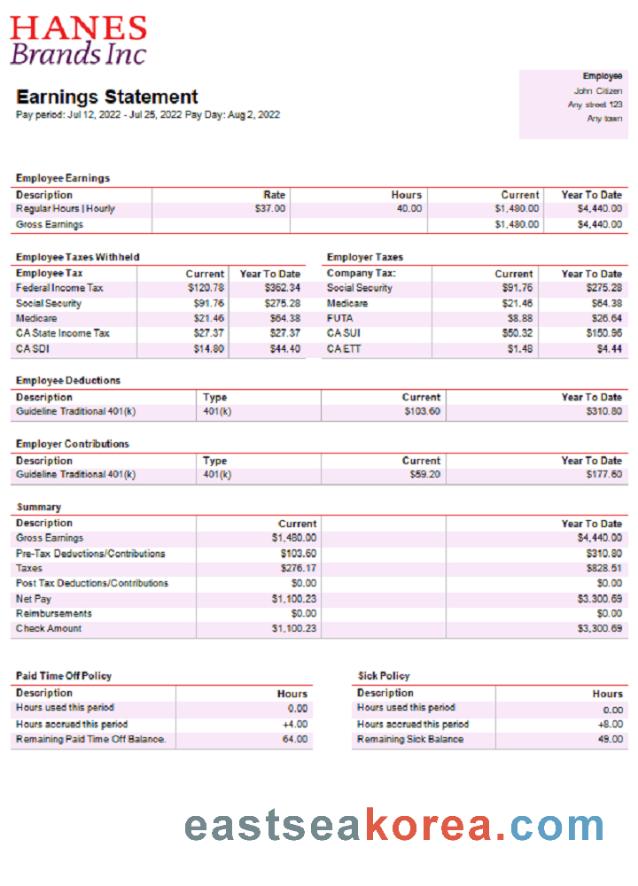 HANES
Brands Inc
Employee
John Citizen
Any street 123
Any town
Earnings Statement
Pay period: Jul 12, 2022 - Jul 25, 2022 Pay Day: Aug 2, 2022
Employee Earnings
Description Rate Hours Current Year To Date
Regular Hours | Hourly $37.00 40.00 $1,480.00 $4,440.00
Gross Earnings $1,480.00 $4,440.00
Employee Taxes Withheld Employer Taxes
Employee Tax Current Year To Date Company Tax: Current Year To Date
Federal Income Tax $120.78 $362.34 Social Security $91.76 $275.28
Social Security $91.76 $275.28 Medicare $21.46 $64.38
Medicare $21.46 $64.38 FUTA $8.88 $26.64
CA State Income Tax $27.37 $27.37 CA SUI $50.32 $150.96
CA SDI $14.80 $44.40 CA ETT $1.48 $4.44
Employee Deductions
Description Type Current Year To Date
Guideline Traditional 401(k) 401(k) $103.60 $310.80
Employer Contributions
Description Type Current Year To Date
Guideline Traditional 401(k) 401(k) $59.20 $177.60
Summary
Description Current Year To Date
Gross Earnings $1,480.00 $4,440.00
Pre-Tax Deductions/Contributions $103.60 $310.80
Taxes $276.17 $828.51
Post Tax Deductions/Contributions $0.00 $0.00
Net Pay $1,100.23 $3.300.69
Reimbursements $0.00 $0.00
Check Amount $1,100.23 $3,300.69
Paid Time Off Policy Sick Policy
Description Hours Description Hours
Hours used this period 0.00 Hours used this period 0.00
Hours accrued this period +4.00 Hours accrued this period +8.00
Remaining Paid Time Off Balance. 64.00 Remaining Sick Balance 49.00
eastseakorea.com